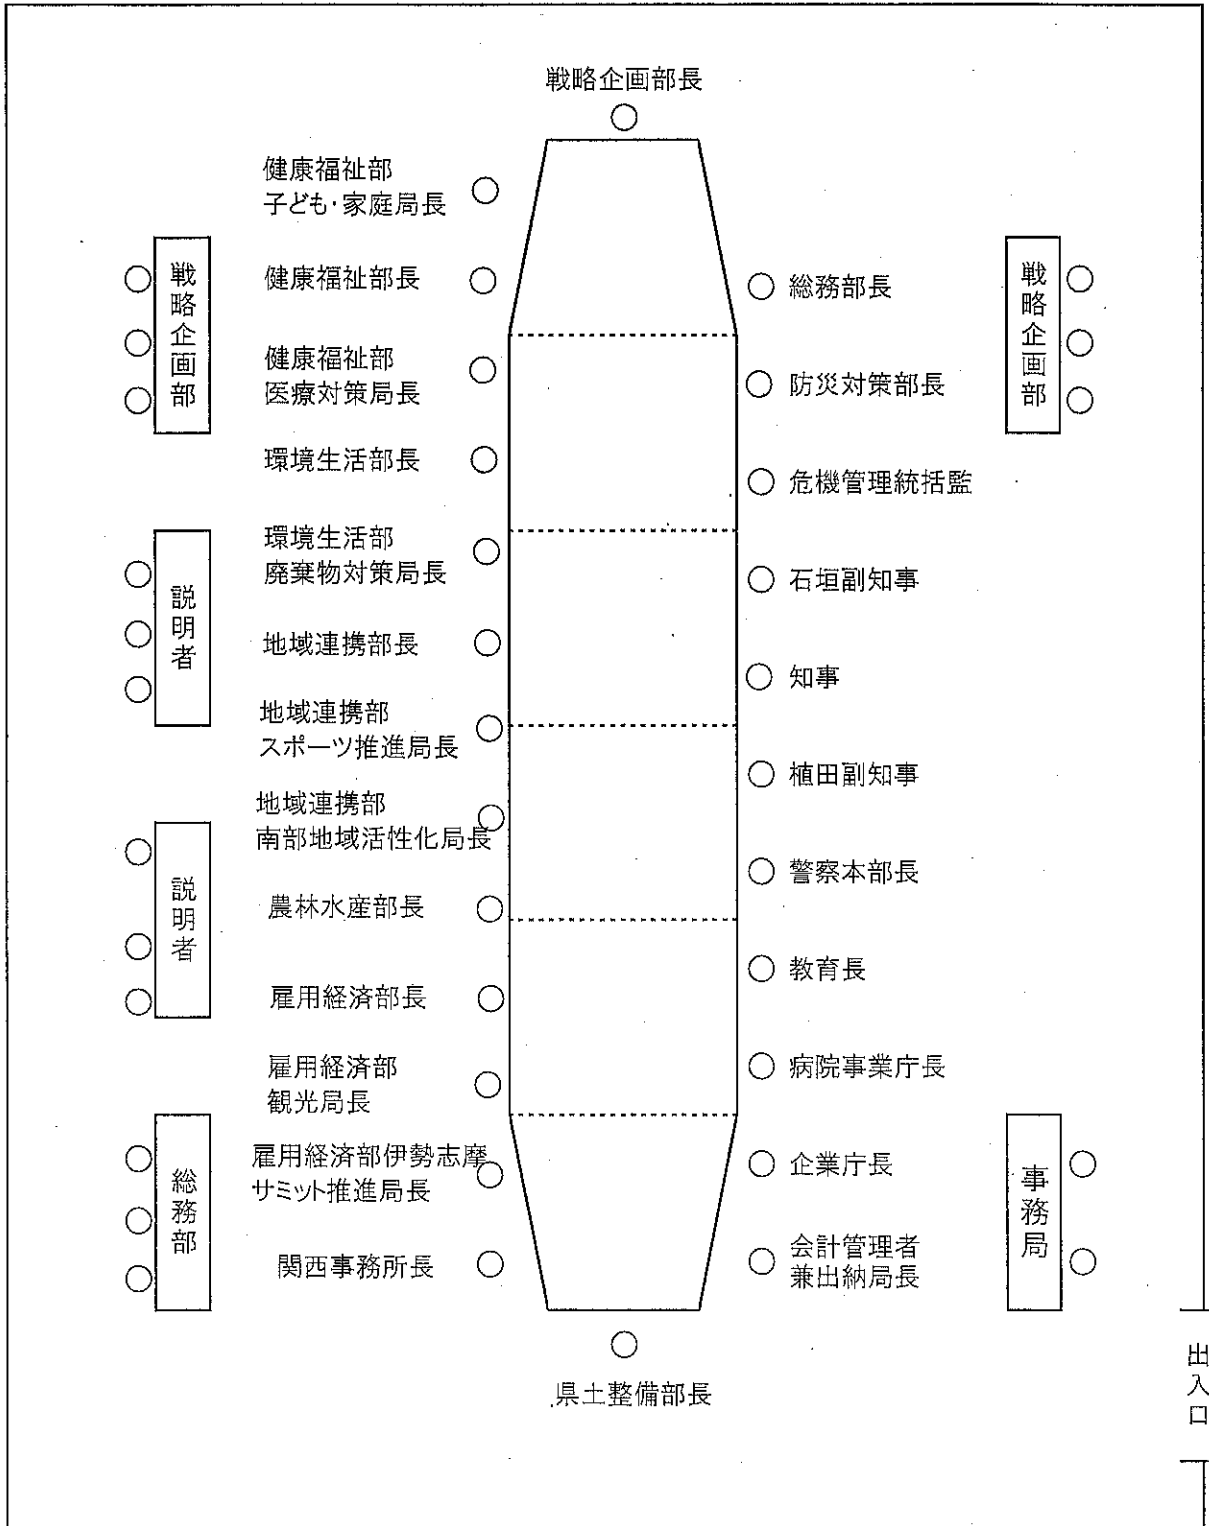 戦略企画部長
健康福祉部
子ども・家庭局長
健康福祉部長
健康福祉部
医療対策局長
環境生活部長
環境生活部
廃棄物対策局長
地域連携部長
地域連携部
スポーツ推進局長
地域連携部
南部地域活性化局長
農林水産部長
雇用経済部長
雇用経済部
観光局長
雇用経済部伊勢志摩
サミット推進局長
関西事務所長
総務部長
防災対策部長
危機管理統括監
石垣副知事
知事
植田副知事
警察本部長
教育長
病院事業庁長
企業庁長
会計管理者
兼出納局長
県土整備部長
戦略企画部
説明者
説明者
総務部
戦略企画部
事務局
出入口